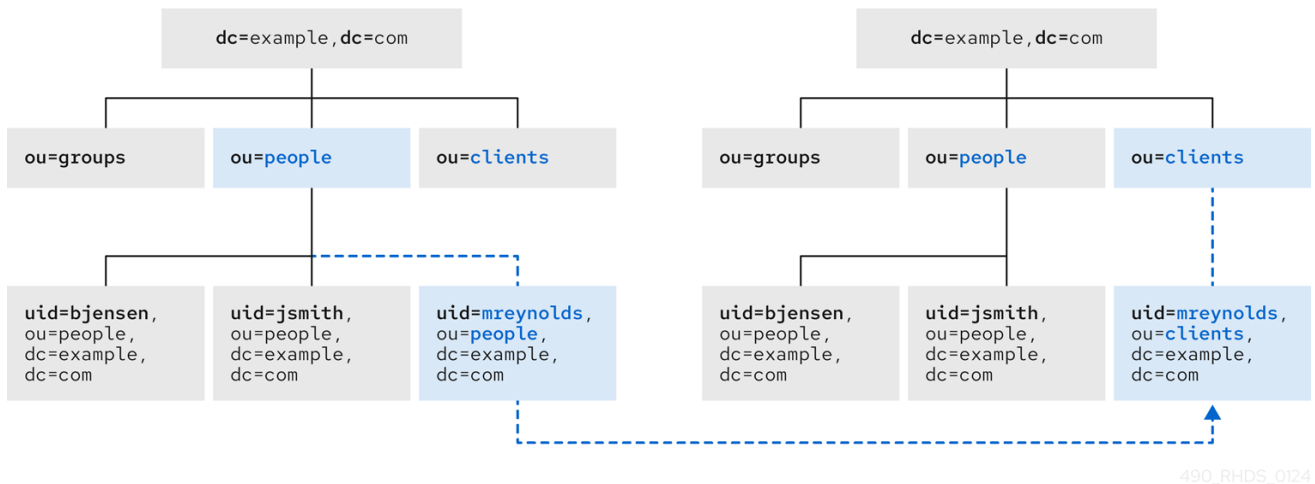 dc=example,dc=com
dc=example,dc=com
ou=groups
ou=people
ou=clients
ou=groups
ou=people
ou=clients
uid=bjensen,
ou=people,
dc=example,
dc=com
uid=jsmith,
ou=people,
dc=example,
dc=com
uid=mreynolds,
ou=people,
dc=example,
dc=com
uid=bjensen,
ou=people,
dc=example,
dc=com
uid=jsmith,
ou=people,
dc=example,
dc=com
uid=mreynolds,
ou=clients,
dc=example,
dc=com
490_RHDS_0124